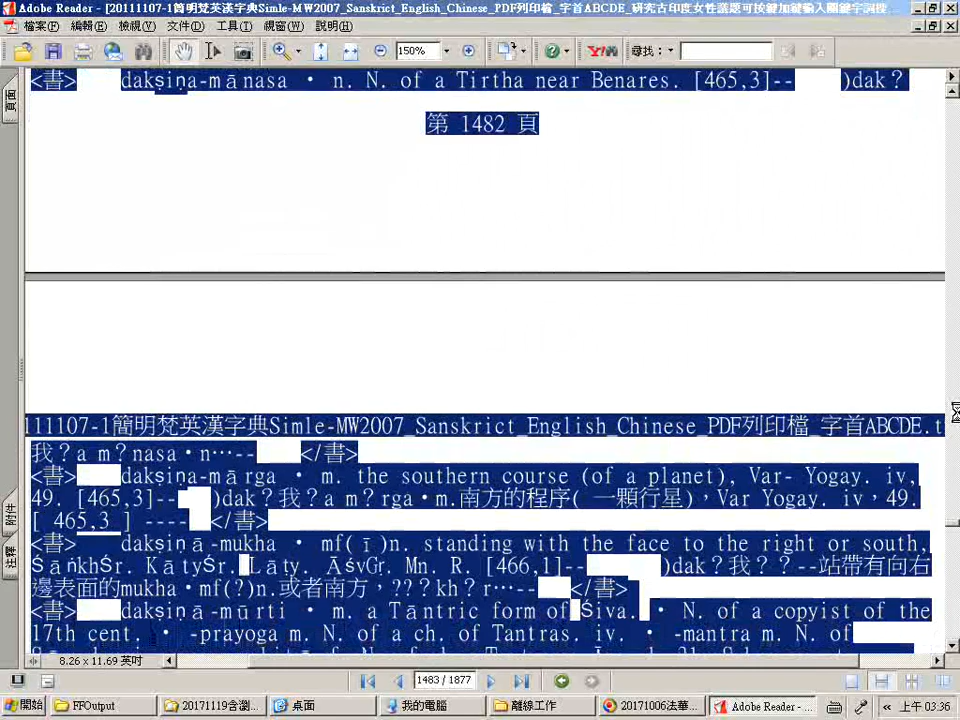 Adobe Reader - [20111107-1簡明梵英漢字典Simle-MW2007_Sanskrict_English_Chinese_PDF列印檔_字首ABCDE_研究古印度女性議題可按鍵加鍵輸入關鍵字詞搜
檔案(F) 編輯(E) 檢視(V) 文件(D) 工具(T) 視窗(W) 說明(H)
150% 尋找:
頁面
<書> dakṣiṇa-mānasa ‧ n. N. of a Tīrtha near Benares. [465,3]-- )dak？
第 1482 頁
111107-1簡明梵英漢字典Simle-MW2007_Sanskrict_English_Chinese_PDF列印檔_字首ABCDE.t
我？a m？nasa‧n…-- </書>
<書> dakṣiṇa-mārga ‧ m. the southern course (of a planet), Var- Yogay. iv,
49. [465,3]-- )dak？我？a m？rga‧m.南方的程序( 一顆行星)，Var Yogay. iv，49.
[ 465,3 ] ---- </書>
<書> dakṣiṇā-mukha ‧ mf(ī)n. standing with the face to the right or south,
ŚāṅkhŚr. KātyŚr. Lāṭy. ĀśvGṛ. Mn. R. [466,1]-- )dak？我？？--站帶有向右
邊表面的mukha‧mf(?)n.或者南方，??？kh？r…-- </書>
<書> dakṣiṇā-mūrti ‧ m. a Tāntric form of Śiva. ‧ N. of a copyist of the
17th cent. ‧ -prayoga m. N. of a ch. of Tantras. iv. ‧ -mantra m. N. of
附件
注釋
8.26 x 11.69 英吋
1483 / 1877
開始 FFOutput 20171119含瀏... 桌面 我的電腦 離線工作 20171006法華... Adobe Reader - ... 上午 03:36